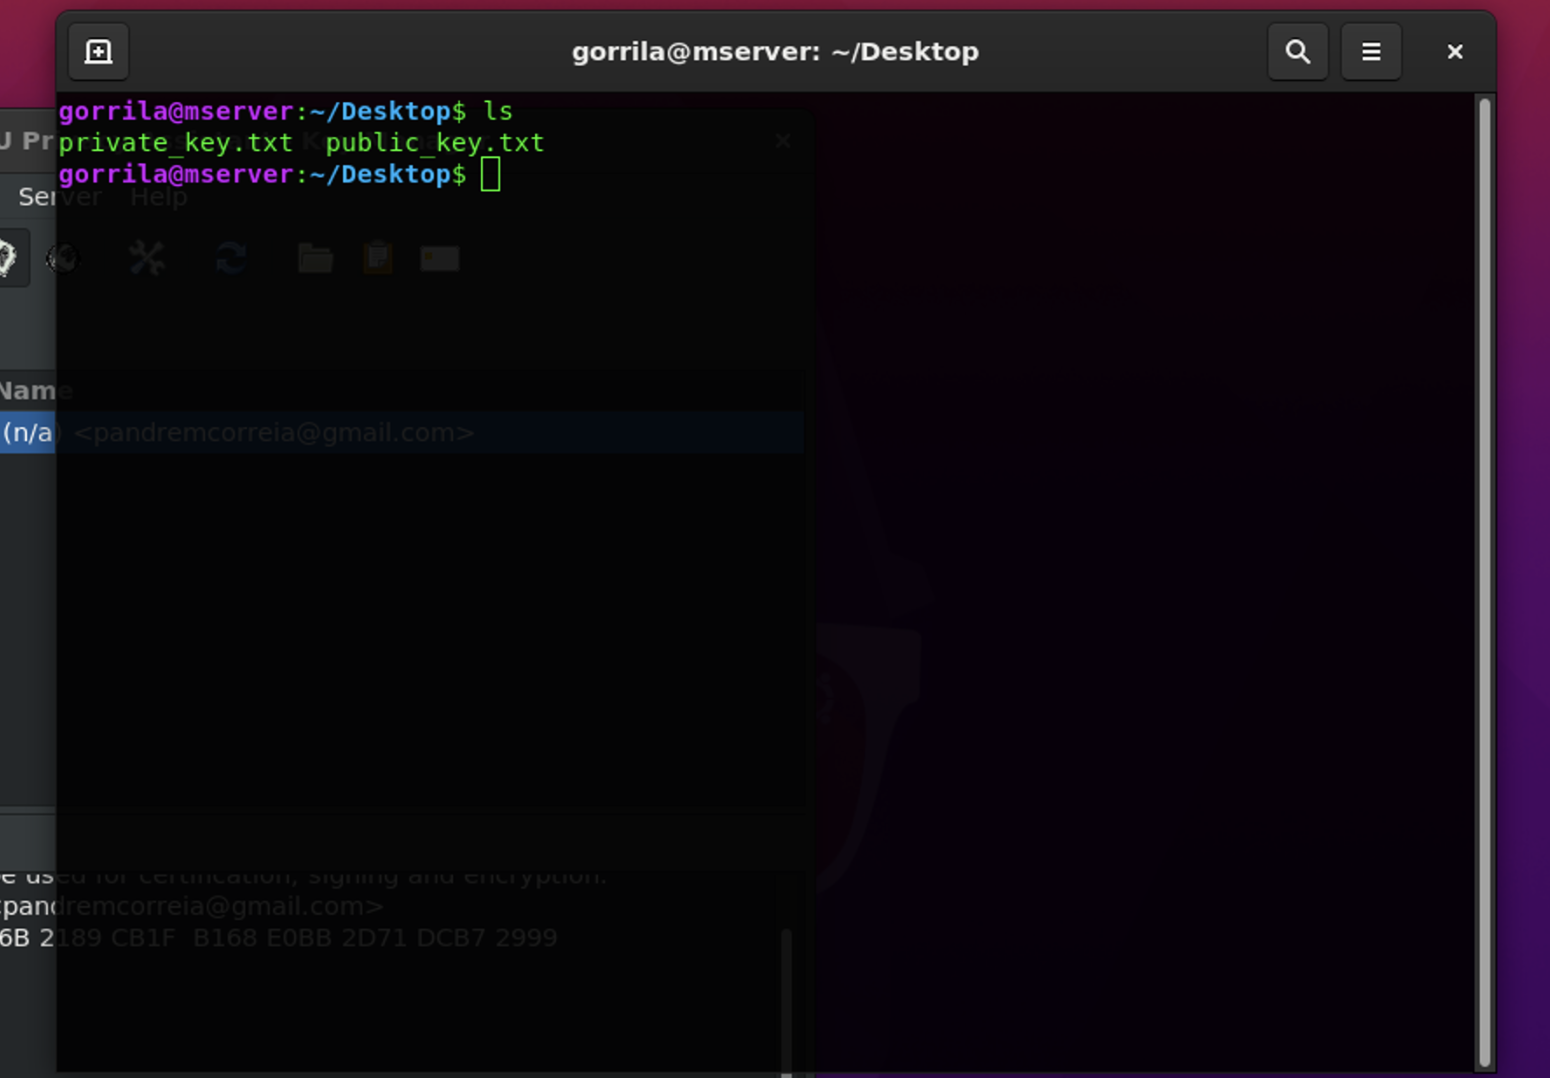 gorrila@mserver: ~/Desktop
gorrila@mserver:~/Desktop$ ls
private_key.txt  public_key.txt
gorrila@mserver:~/Desktop$
U Pr
Server Help
Name
(n/a) <pandremcorreia@gmail.com>
e used for certification, signing and encryption.
<pandremcorreia@gmail.com>
6B 2189 CB1F  B168 E0BB 2D71 DCB7 2999